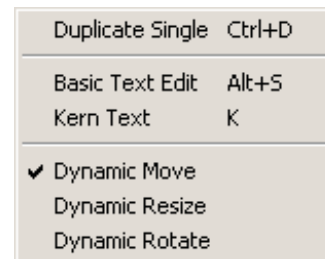 Duplicate Single Ctrl+D
Basic Text Edit Alt+S
Kern Text K
✔ Dynamic Move
Dynamic Resize
Dynamic Rotate